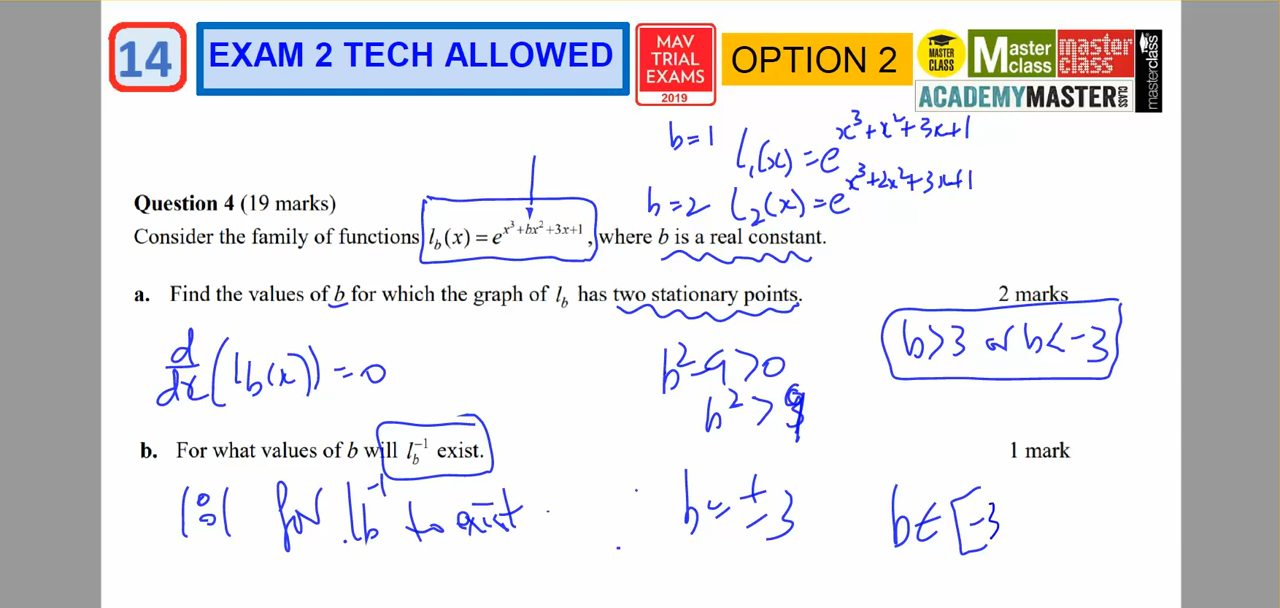 14
EXAM 2 TECH ALLOWED
MAV
TRIAL
EXAMS
2019
OPTION 2
MASTER
CLASS
Master
class
master
class
masterclass
ACADEMYMASTER CLASS
b=1 l₁(x)=e^(x³+x²+3x+1)
b=2 l₂(x)=e^(x³+2x²+3x+1)
Question 4 (19 marks)
Consider the family of functions l_b(x) = e^(x³+bx²+3x+1), where b is a real constant.
a. Find the values of b for which the graph of l_b has two stationary points. 2 marks
d/dx (l_b(x)) = 0
b²-9>0
b²>9
b>3 or b<-3
b. For what values of b will l_b⁻¹ exist. 1 mark
1:1 for l_b⁻¹ to exist.
b=±3
b∈[-3